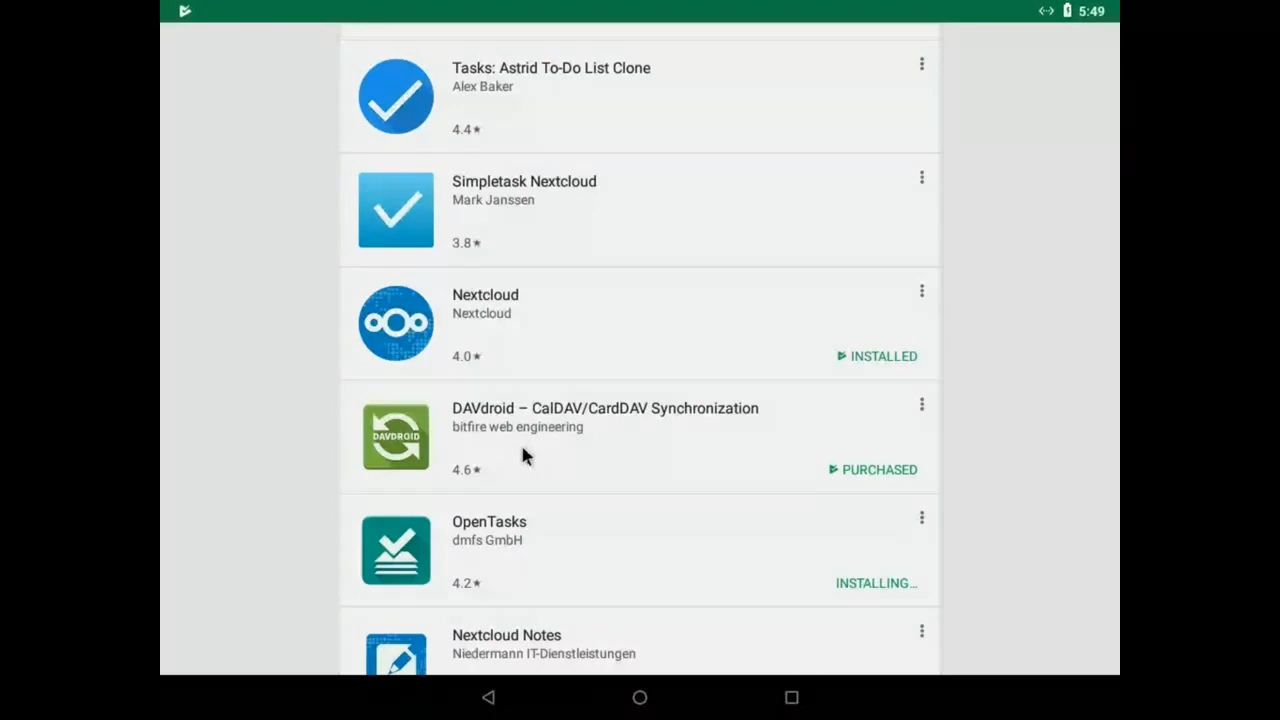 5:49
Tasks: Astrid To-Do List Clone
Alex Baker
4.4★
Simpletask Nextcloud
Mark Janssen
3.8★
Nextcloud
Nextcloud
4.0★
INSTALLED
DAVdroid – CalDAV/CardDAV Synchronization
bitfire web engineering
DAVDROID
4.6★
PURCHASED
OpenTasks
dmfs GmbH
4.2★
INSTALLING…
Nextcloud Notes
Niedermann IT-Dienstleistungen